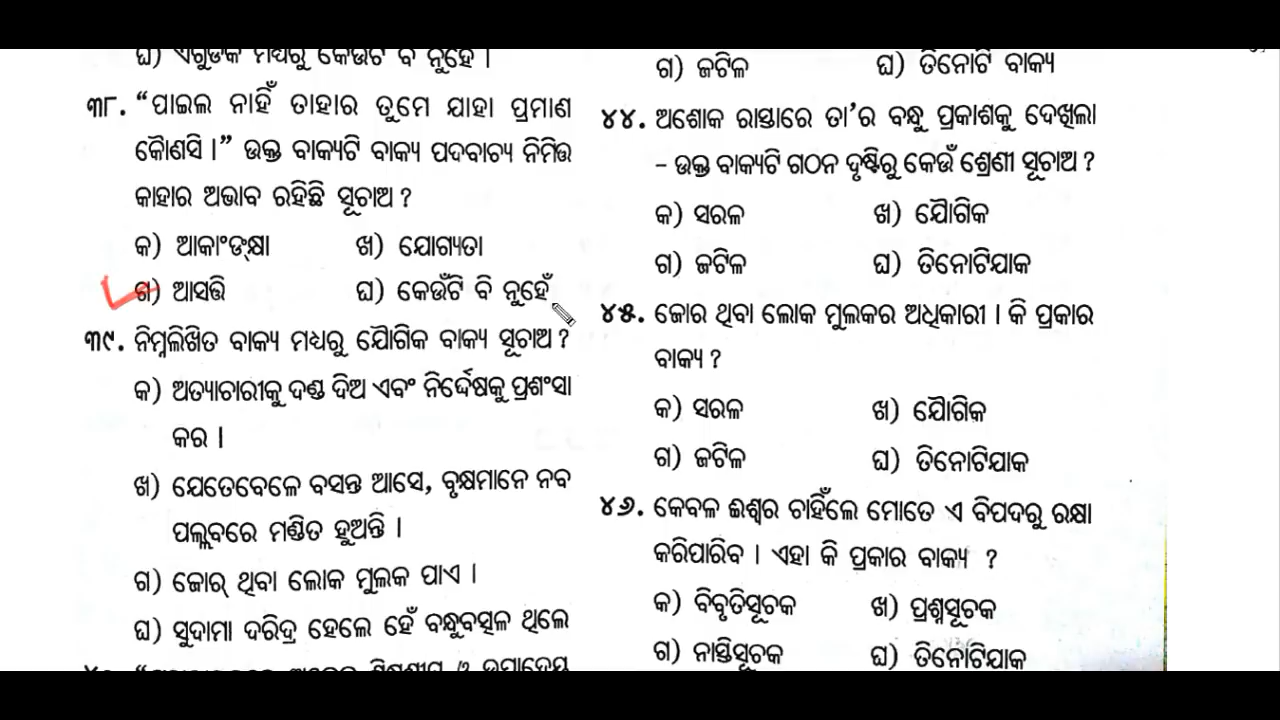 ଘ) ଏଗୁଡିକ ମଧ୍ୟରୁ କେଉଁଟି ବି ନୁହେଁ ।
୩୮. “ପାଇଲ ନାହିଁ ତାହାର ତୁମେ ଯାହା ପ୍ରମାଣ
କୌଣସି ।” ଉକ୍ତ ବାକ୍ୟଟି ବାକ୍ୟ ପଦବାଚ୍ୟ ନିମିତ୍ତ
କାହାର ଅଭାବ ରହିଛି ସୂଚାଅ ?
କ) ଆକାଂଙ୍କ୍ଷା ଖ) ଯୋଗ୍ୟତା
ଗ) ଆସତ୍ତି ଘ) କେଉଁଟି ବି ନୁହେଁ
୩୯. ନିମ୍ନଲିଖିତ ବାକ୍ୟ ମଧ୍ୟରୁ ଯୌଗିକ ବାକ୍ୟ ସୂଚାଅ ?
କ) ଅତ୍ୟାଚାରୀକୁ ଦଣ୍ଡ ଦିଅ ଏବଂ ନିର୍ଦ୍ଦେଷକୁ ପ୍ରଶଂସା
କର ।
ଖ) ଯେତେବେଳେ ବସନ୍ତ ଆସେ, ବୃକ୍ଷମାନେ ନବ
ପଲ୍ଲବରେ ମଣ୍ଡିତ ହୁଅନ୍ତି ।
ଗ) ଜୋର୍ ଥିବା ଲୋକ ମୁଲକ ପାଏ ।
ଘ) ସୁଦାମା ଦରିଦ୍ର ହେଲେ ହେଁ ବନ୍ଧୁବତ୍ସଳ ଥିଲେ
ଗ) ଜଟିଳ ଘ) ତିନୋଟି ବାକ୍ୟ
୪୪. ଅଶୋକ ରାସ୍ତାରେ ତା’ର ବନ୍ଧୁ ପ୍ରକାଶକୁ ଦେଖିଲା
– ଉକ୍ତ ବାକ୍ୟଟି ଗଠନ ଦୃଷ୍ଟିରୁ କେଉଁ ଶ୍ରେଣୀ ସୂଚାଅ ?
କ) ସରଳ ଖ) ଯୌଗିକ
ଗ) ଜଟିଳ ଘ) ତିନୋଟିଯାକ
୪୫. ଜୋର ଥିବା ଲୋକ ମୁଲକର ଅଧିକାରୀ । କି ପ୍ରକାର
ବାକ୍ୟ ?
କ) ସରଳ ଖ) ଯୌଗିକ
ଗ) ଜଟିଳ ଘ) ତିନୋଟିଯାକ
୪୬. କେବଳ ଈଶ୍ୱର ଚାହିଁଲେ ମୋତେ ଏ ବିପଦରୁ ରକ୍ଷା
କରିପାରିବ । ଏହା କି ପ୍ରକାର ବାକ୍ୟ ?
କ) ବିବୃତିସୂଚକ ଖ) ପ୍ରଶ୍ନସୂଚକ
ଗ) ନାସ୍ତିସୂଚକ ଘ) ତିନୋଟିଯାକ